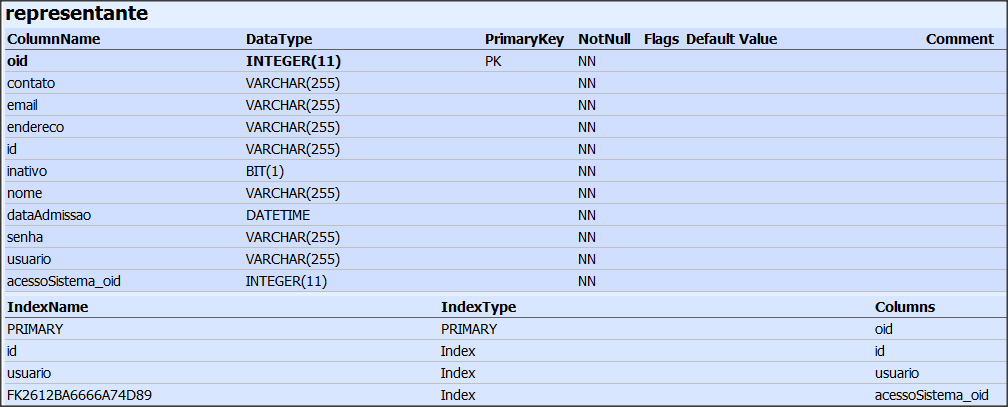 representante
ColumnName DataType PrimaryKey NotNull Flags Default Value Comment
oid INTEGER(11) PK NN
contato VARCHAR(255) NN
email VARCHAR(255) NN
endereco VARCHAR(255) NN
id VARCHAR(255) NN
inativo BIT(1) NN
nome VARCHAR(255) NN
dataAdmissao DATETIME NN
senha VARCHAR(255) NN
usuario VARCHAR(255) NN
acessoSistema_oid INTEGER(11) NN
IndexName IndexType Columns
PRIMARY PRIMARY oid
id Index id
usuario Index usuario
FK2612BA6666A74D89 Index acessoSistema_oid